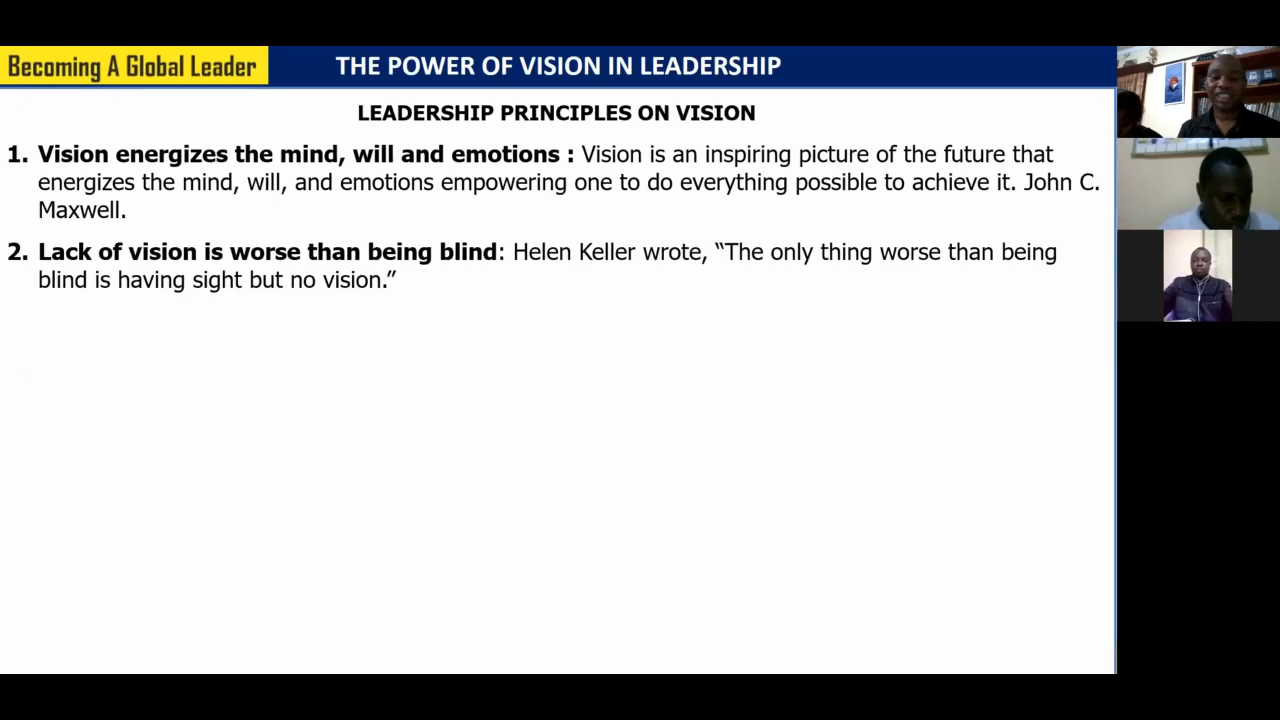 Becoming A Global Leader
THE POWER OF VISION IN LEADERSHIP
LEADERSHIP PRINCIPLES ON VISION
1. Vision energizes the mind, will and emotions : Vision is an inspiring picture of the future that
energizes the mind, will, and emotions empowering one to do everything possible to achieve it. John C.
Maxwell.
2. Lack of vision is worse than being blind: Helen Keller wrote, “The only thing worse than being
blind is having sight but no vision.”